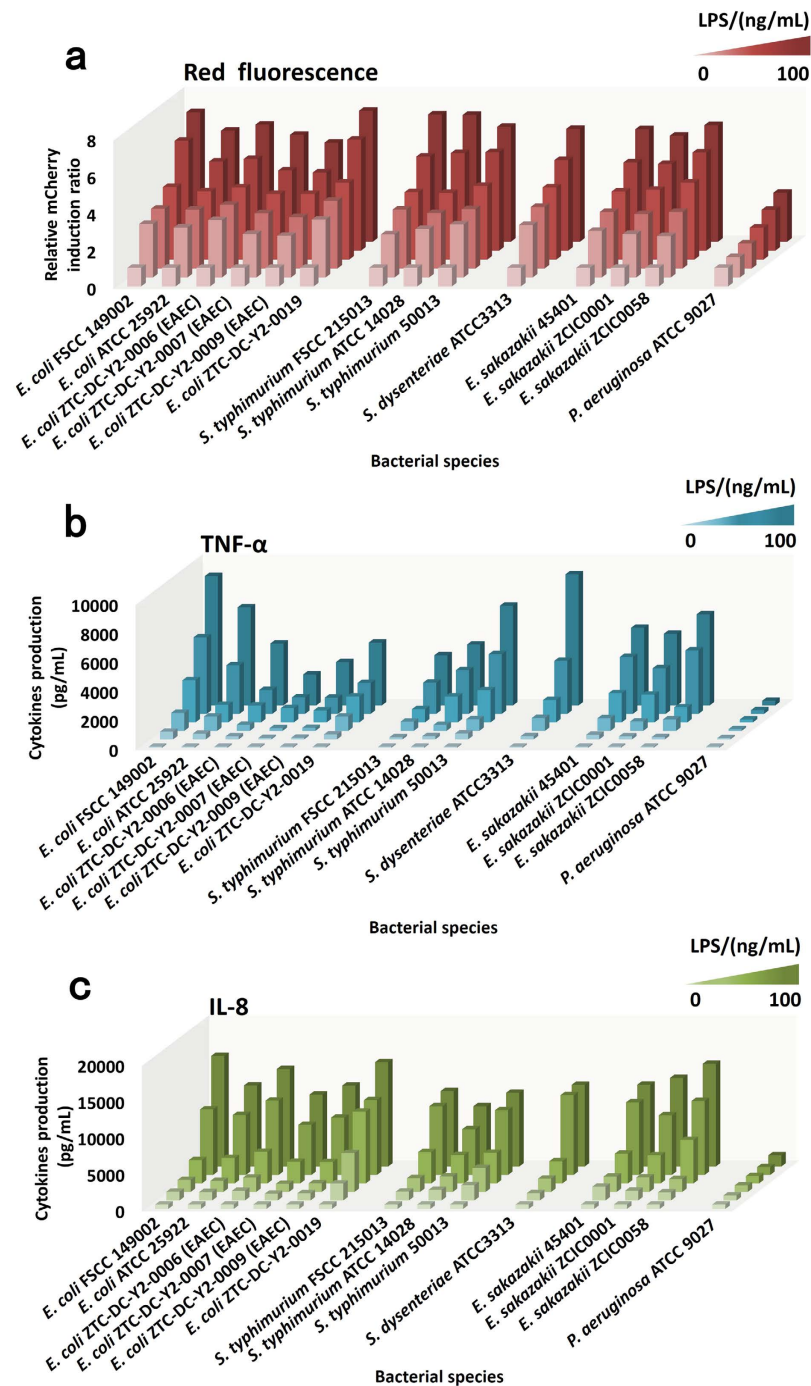 a
LPS/(ng/mL)
0 100
Red fluorescence
8
6
4
2
0
Relative mCherry
induction ratio
E. coli FSCC 149002
E. coli ATCC 25922
E. coli ZTC-DC-Y2-0006 (EAEC)
E. coli ZTC-DC-Y2-0007 (EAEC)
E. coli ZTC-DC-Y2-0009 (EAEC)
E. coli ZTC-DC-Y2-0019
S. typhimurium FSCC 215013
S. typhimurium ATCC 14028
S. typhimurium 50013
S. dysenteriae ATCC3313
E. sakazakii 45401
E. sakazakii ZCIC0001
E. sakazakii ZCIC0058
P. aeruginosa ATCC 9027
Bacterial species
b
LPS/(ng/mL)
0 100
TNF-α
10000
8000
6000
4000
2000
0
Cytokines production
(pg/mL)
E. coli FSCC 149002
E. coli ATCC 25922
E. coli ZTC-DC-Y2-0006 (EAEC)
E. coli ZTC-DC-Y2-0007 (EAEC)
E. coli ZTC-DC-Y2-0009 (EAEC)
E. coli ZTC-DC-Y2-0019
S. typhimurium FSCC 215013
S. typhimurium ATCC 14028
S. typhimurium 50013
S. dysenteriae ATCC3313
E. sakazakii 45401
E. sakazakii ZCIC0001
E. sakazakii ZCIC0058
P. aeruginosa ATCC 9027
Bacterial species
c
LPS/(ng/mL)
0 100
IL-8
20000
15000
10000
5000
0
Cytokines production
(pg/mL)
E. coli FSCC 149002
E. coli ATCC 25922
E. coli ZTC-DC-Y2-0006 (EAEC)
E. coli ZTC-DC-Y2-0007 (EAEC)
E. coli ZTC-DC-Y2-0009 (EAEC)
E. coli ZTC-DC-Y2-0019
S. typhimurium FSCC 215013
S. typhimurium ATCC 14028
S. typhimurium 50013
S. dysenteriae ATCC3313
E. sakazakii 45401
E. sakazakii ZCIC0001
E. sakazakii ZCIC0058
P. aeruginosa ATCC 9027
Bacterial species